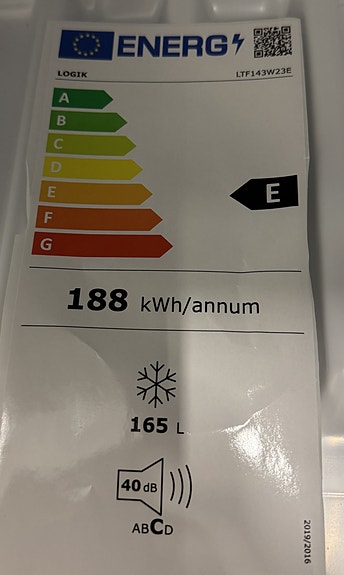 ENERG
LOGIK LTF143W23E
A
B
C
D
E
F
G
E
188 kWh/annum
165 L
40 dB
ABCD
2019/2016